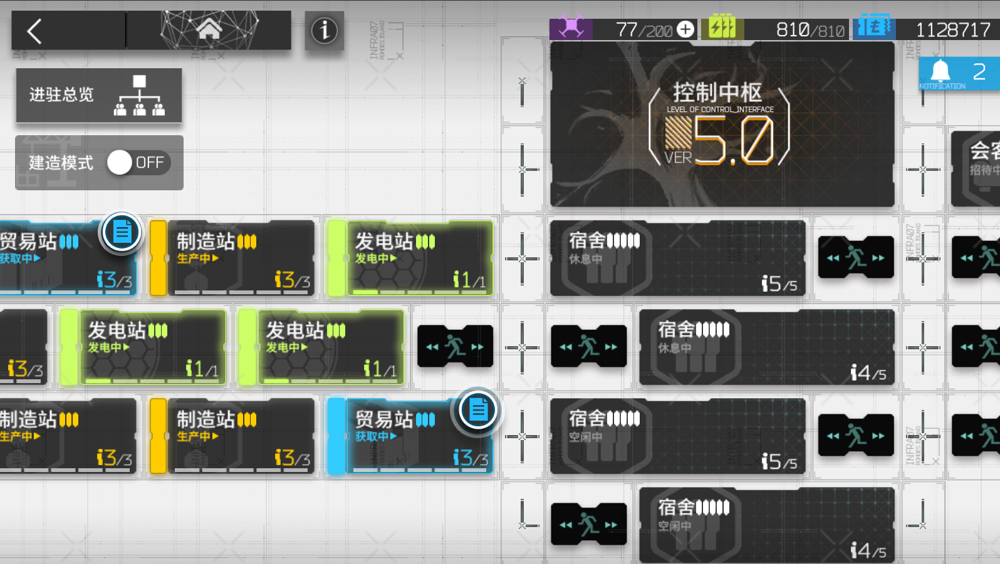 77/200
810/810
1128717
进驻总览
2
NOTIFICATION
控制中枢
LEVEL OF CONTROL_INTERFACE
VER 5.0
建造模式
OFF
会客
招待中
贸易站
获取中
3/3
制造站
生产中
3/3
发电站
发电中
1/1
宿舍
休息中
5/5
3/3
发电站
发电中
1/1
发电站
发电中
1/1
宿舍
休息中
4/5
制造站
生产中
3/3
制造站
生产中
3/3
贸易站
获取中
3/3
宿舍
空闲中
5/5
宿舍
空闲中
4/5
INFRA07
RHODES ISLAND